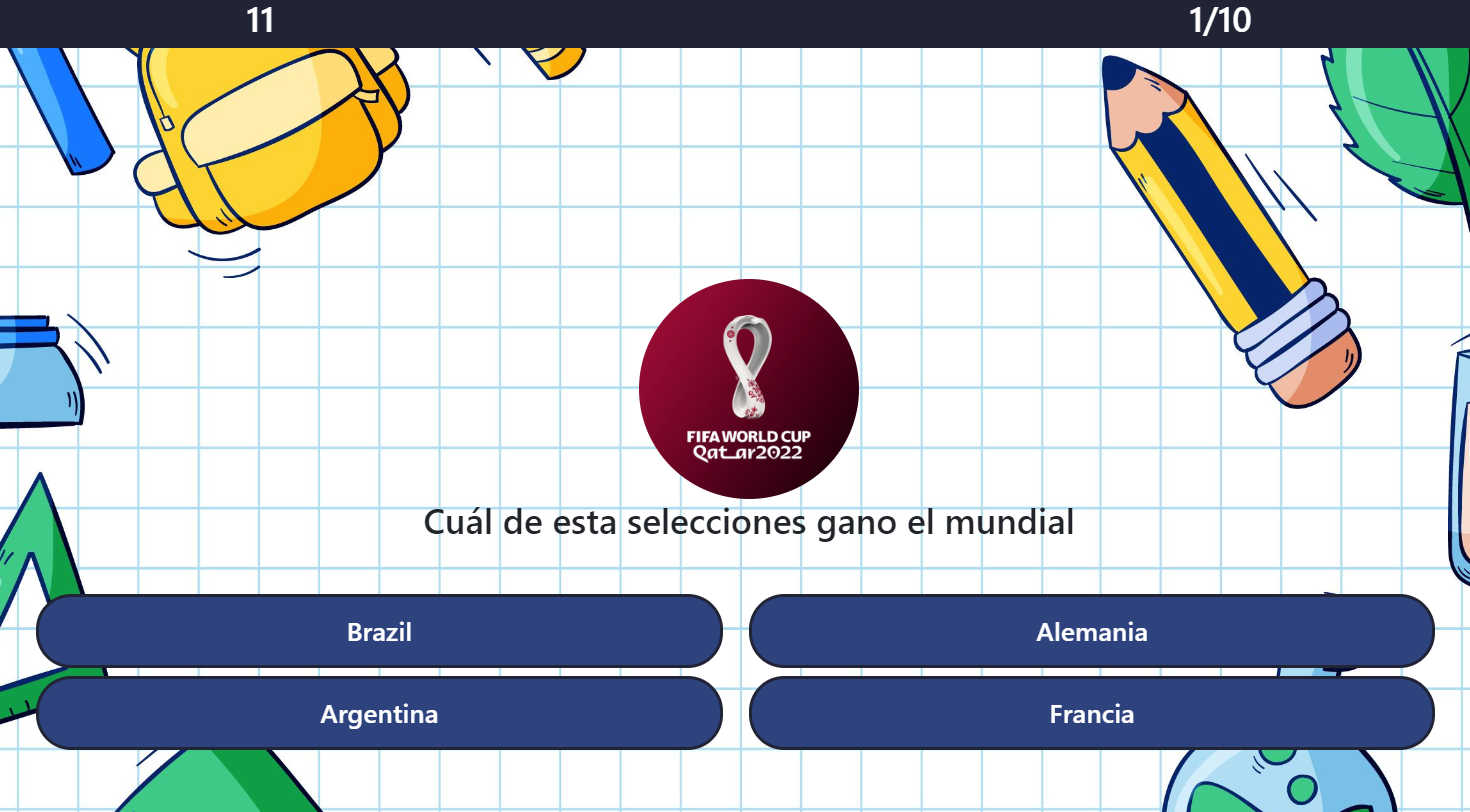 11
1/10
FIFA WORLD CUP
Qatar2022
Cuál de esta selecciones gano el mundial
Brazil
Alemania
Argentina
Francia